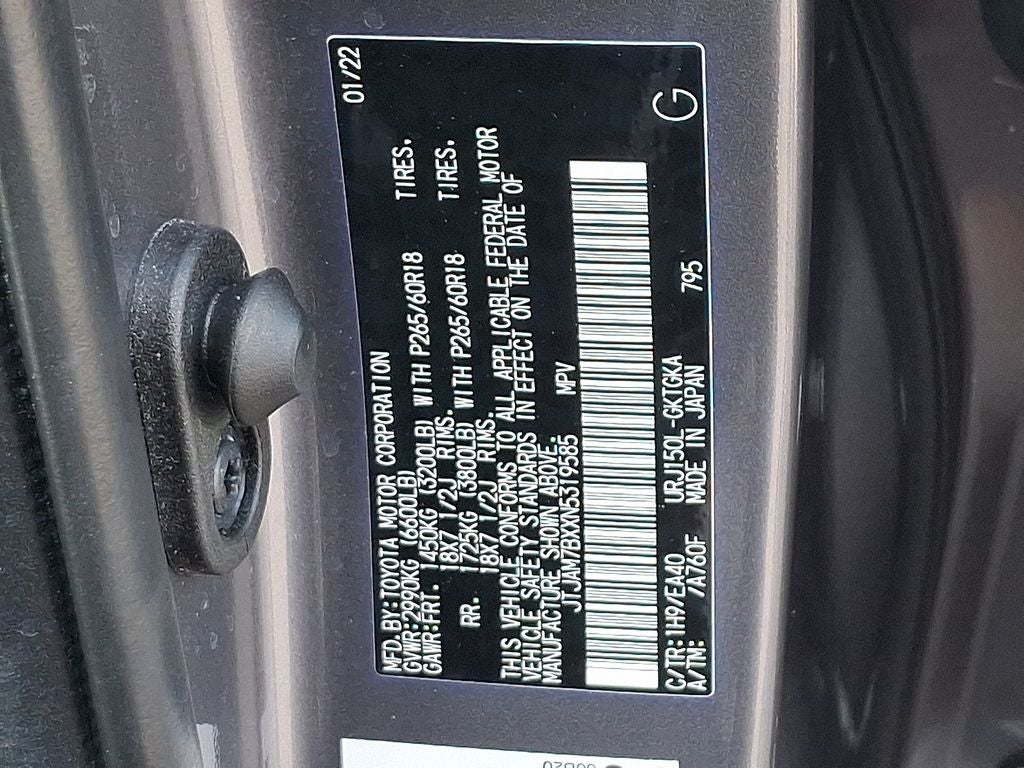 MFD.BY:TOYOTA MOTOR CORPORATION 01/22
GVWR:2990KG (6600LB)
GAWR:FRT. 1450KG (3200LB) WITH P265/60R18 TIRES.
18X7 1/2J RIMS.
RR. 1725KG (3800LB) WITH P265/60R18 TIRES.
18X7 1/2J RIMS.
THIS VEHICLE CONFORMS TO ALL APPLICABLE FEDERAL MOTOR
VEHICLE SAFETY STANDARDS IN EFFECT ON THE DATE OF
MANUFACTURE SHOWN ABOVE.
JTJAM7BXXN5319585 MPV
C/TR:1H9/EA40 URJ150L-GKTGKA
A/TM: /A760F MADE IN JAPAN 795 G